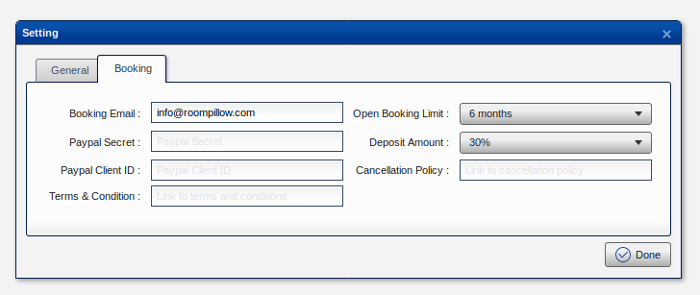 Setting
General Booking
Booking Email : info@roompillow.com Open Booking Limit : 6 months
Paypal Secret : Paypal Secret Deposit Amount : 30%
Paypal Client ID : Paypal Client ID Cancellation Policy : Link to cancellation policy
Terms & Condition : Link to terms and conditions
Done